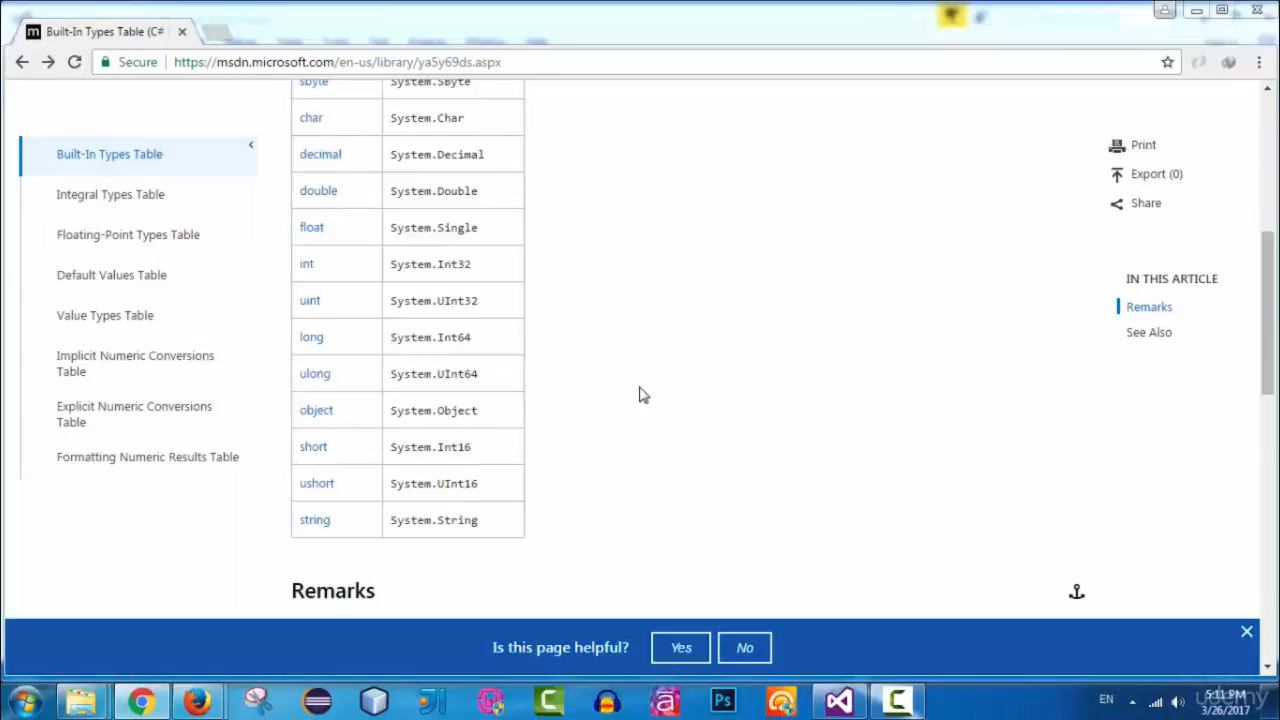 Built-In Types Table (C#
Secure
https://msdn.microsoft.com/en-us/library/ya5y69ds.aspx
Built-In Types Table
Integral Types Table
Floating-Point Types Table
Default Values Table
Value Types Table
Implicit Numeric Conversions
Table
Explicit Numeric Conversions
Table
Formatting Numeric Results Table
sbyte System.SByte
char System.Char
decimal System.Decimal
double System.Double
float System.Single
int System.Int32
uint System.UInt32
long System.Int64
ulong System.UInt64
object System.Object
short System.Int16
ushort System.UInt16
string System.String
Remarks
Print
Export (0)
Share
IN THIS ARTICLE
Remarks
See Also
Is this page helpful? Yes No
Ps
EN
5:11 PM
3/26/2017
udemy